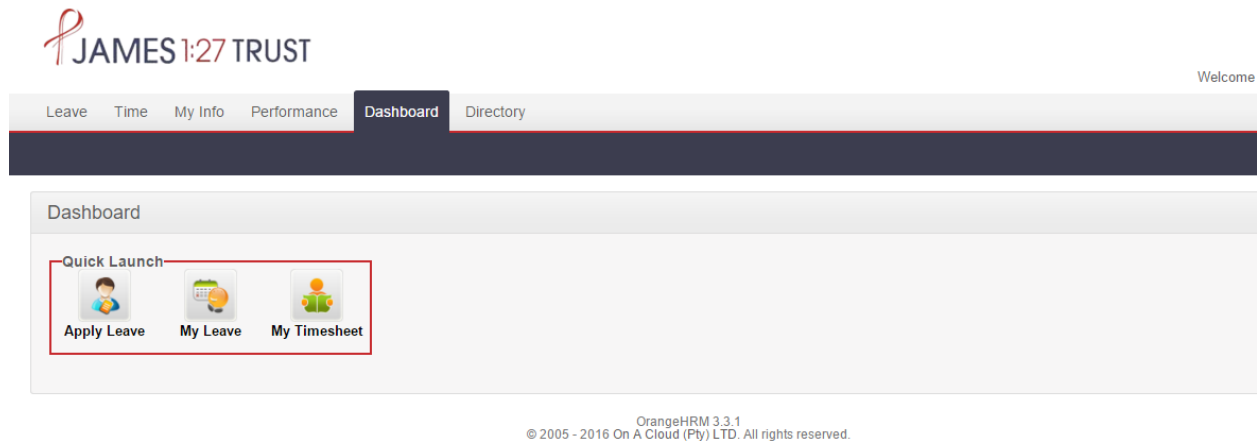 JAMES 1:27 TRUST
Welcome
Leave Time My Info Performance Dashboard Directory
Dashboard
Quick Launch
Apply Leave My Leave My Timesheet
OrangeHRM 3.3.1
© 2005 - 2016 On A Cloud (Pty) LTD. All rights reserved.